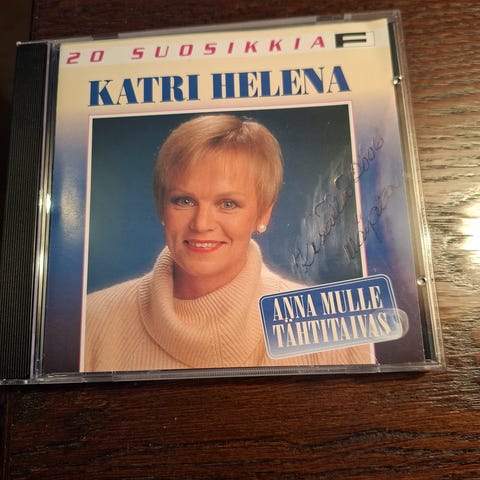 20 SUOSIKKIA F
KATRI HELENA
ANNA MULLE
TÄHTITAIVAS